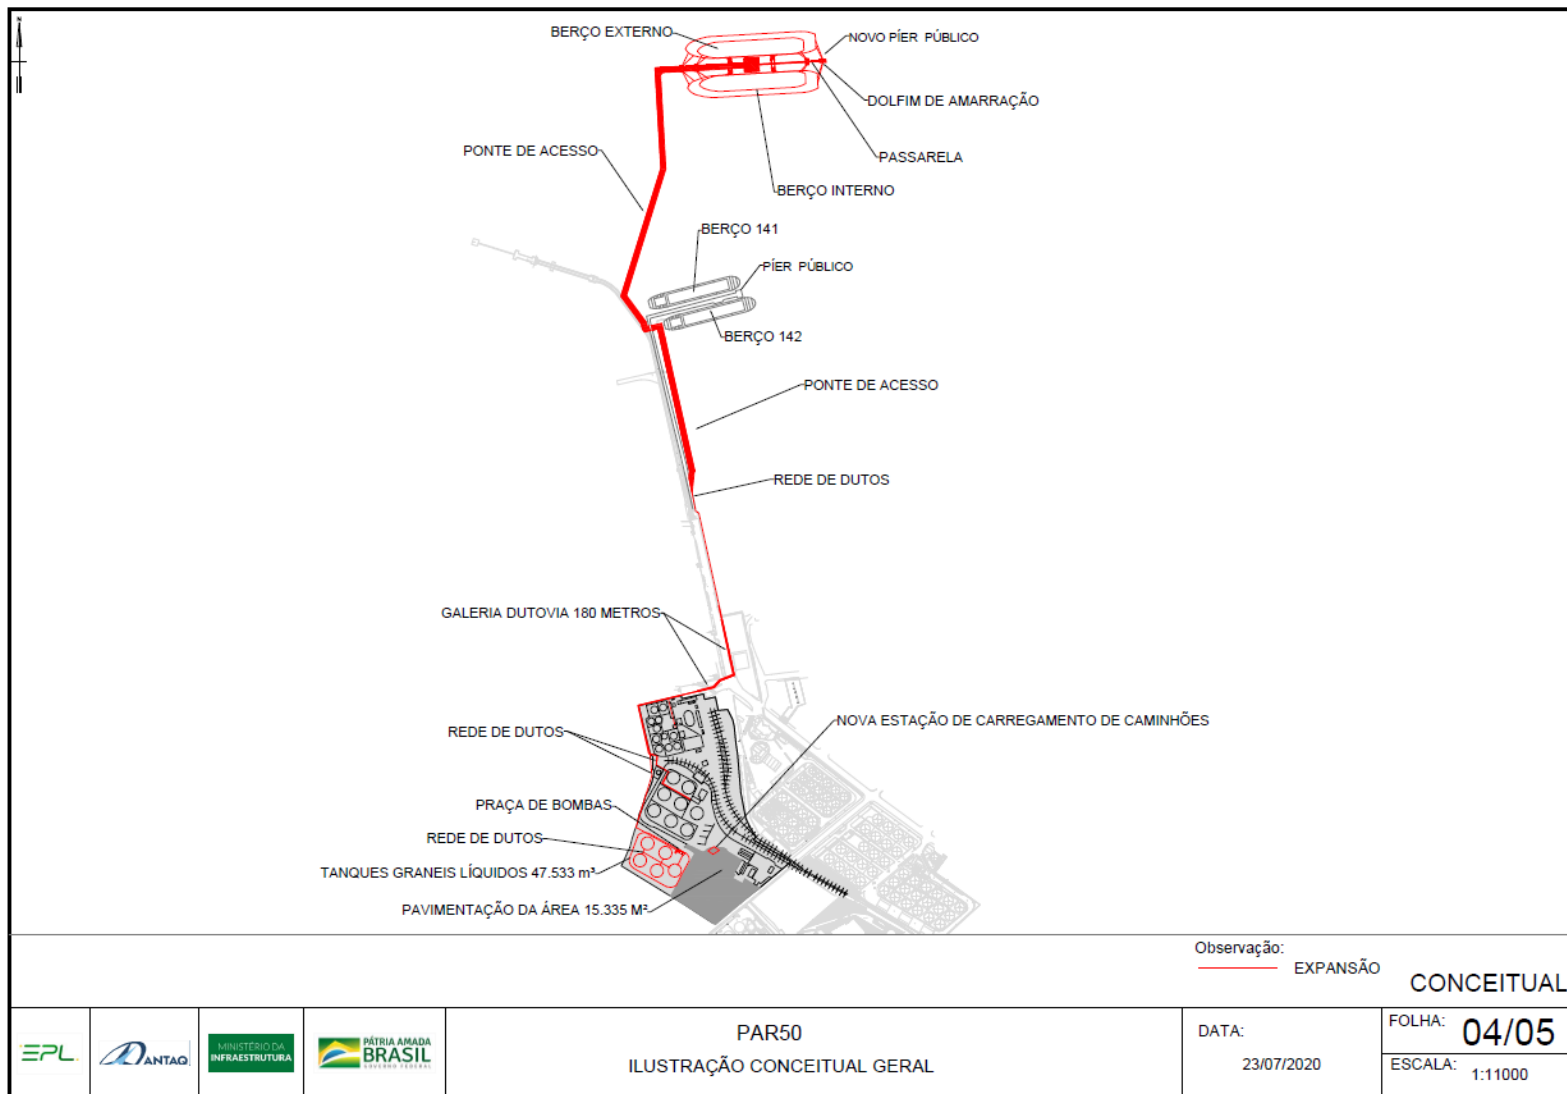 N
BERÇO EXTERNO
NOVO PÍER PÚBLICO
DOLFIM DE AMARRAÇÃO
PONTE DE ACESSO
PASSARELA
BERÇO INTERNO
BERÇO 141
PÍER PÚBLICO
BERÇO 142
PONTE DE ACESSO
REDE DE DUTOS
GALERIA DUTOVIA 180 METROS
NOVA ESTAÇÃO DE CARREGAMENTO DE CAMINHÕES
REDE DE DUTOS
PRAÇA DE BOMBAS
REDE DE DUTOS
TANQUES GRANEIS LÍQUIDOS 47.533 m³
PAVIMENTAÇÃO DA ÁREA 15.335 M²
Observação:
EXPANSÃO
CONCEITUAL
EPL
ANTAQ
MINISTÉRIO DA
INFRAESTRUTURA
PÁTRIA AMADA
BRASIL
GOVERNO FEDERAL
PAR50
ILUSTRAÇÃO CONCEITUAL GERAL
DATA:
23/07/2020
FOLHA: 04/05
ESCALA: 1:11000